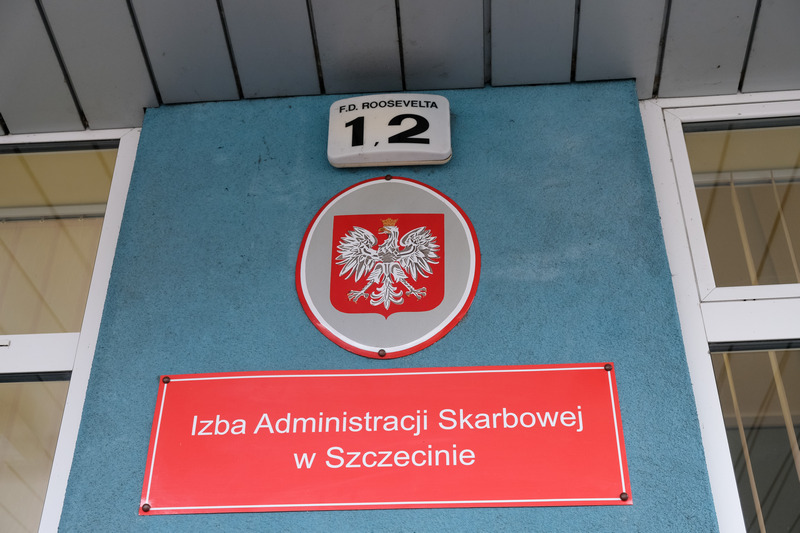 F.D. ROOSEVELTA
1,2
Izba Administracji Skarbowej
w Szczecinie